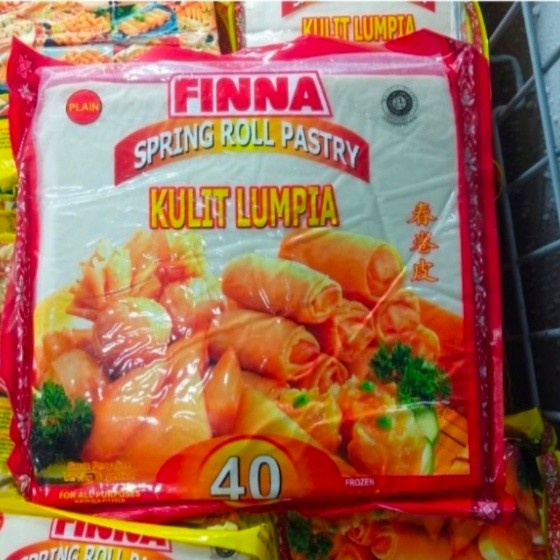 KULIT LUMPIA
PLAIN
FINNA
SPRING ROLL PASTRY
KULIT LUMPIA
春卷皮
40
FROZEN
FOR ALL PURPOSES
FINNA
SPRING ROLL PASTRY